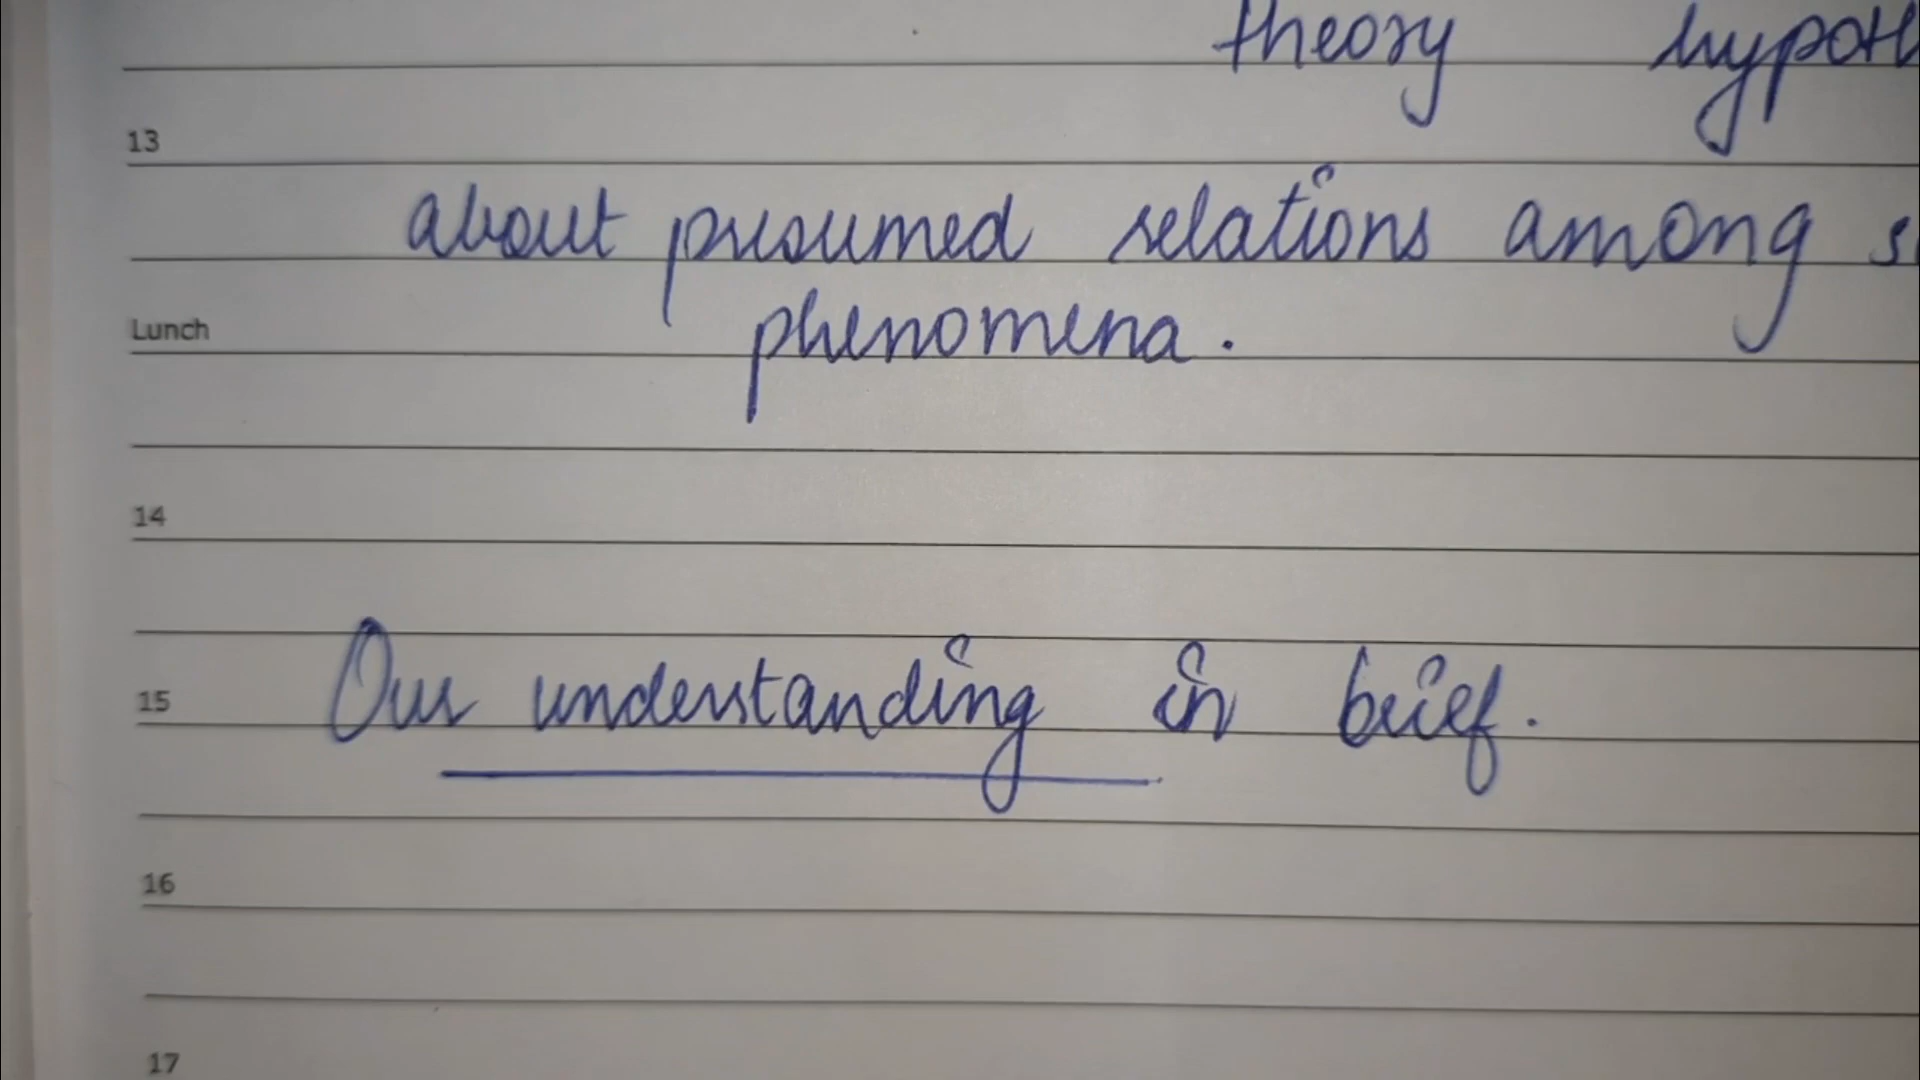 theory
13
about presumed relations among
Lunch
phenomena.
14
15 Our understanding in brief.
16
17